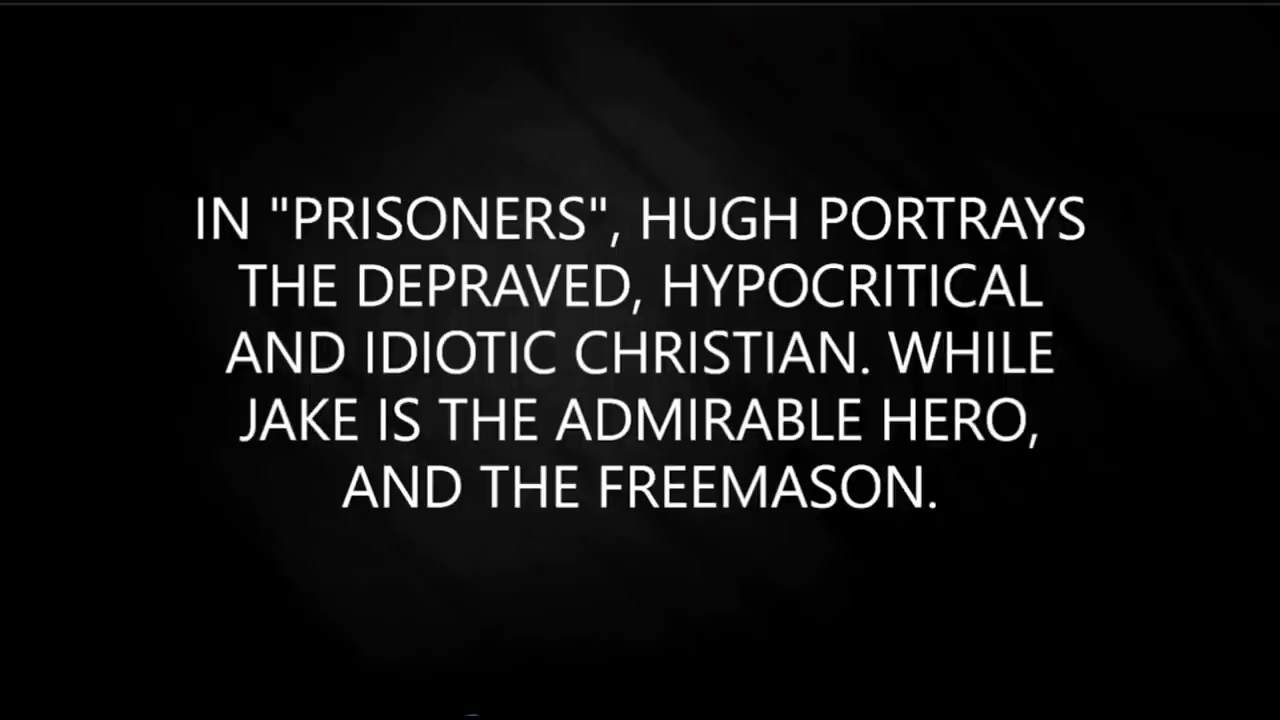 IN "PRISONERS", HUGH PORTRAYS
THE DEPRAVED, HYPOCRITICAL
AND IDIOTIC CHRISTIAN. WHILE
JAKE IS THE ADMIRABLE HERO,
AND THE FREEMASON.